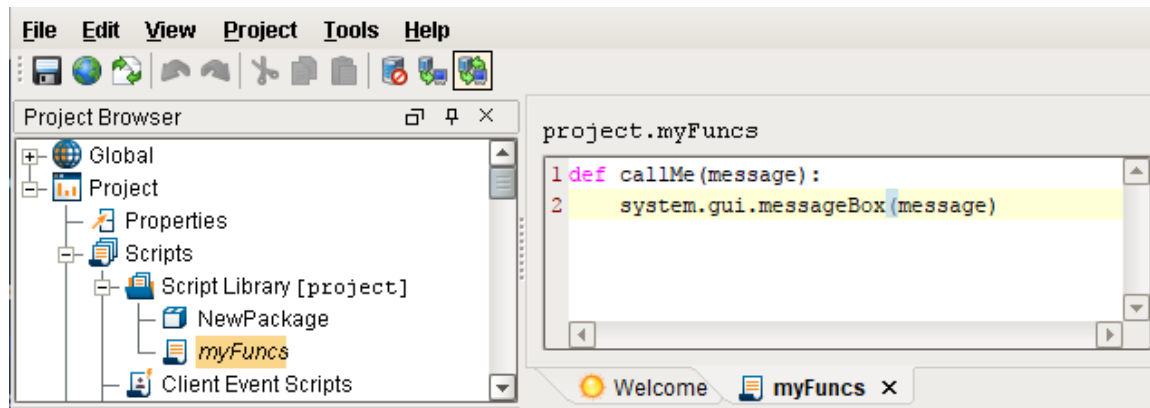 File Edit View Project Tools Help
Project Browser
Global
Project
Properties
Scripts
Script Library [project]
NewPackage
myFuncs
Client Event Scripts
project.myFuncs
1 def callMe(message):
2 system.gui.messageBox(message)
Welcome myFuncs ×